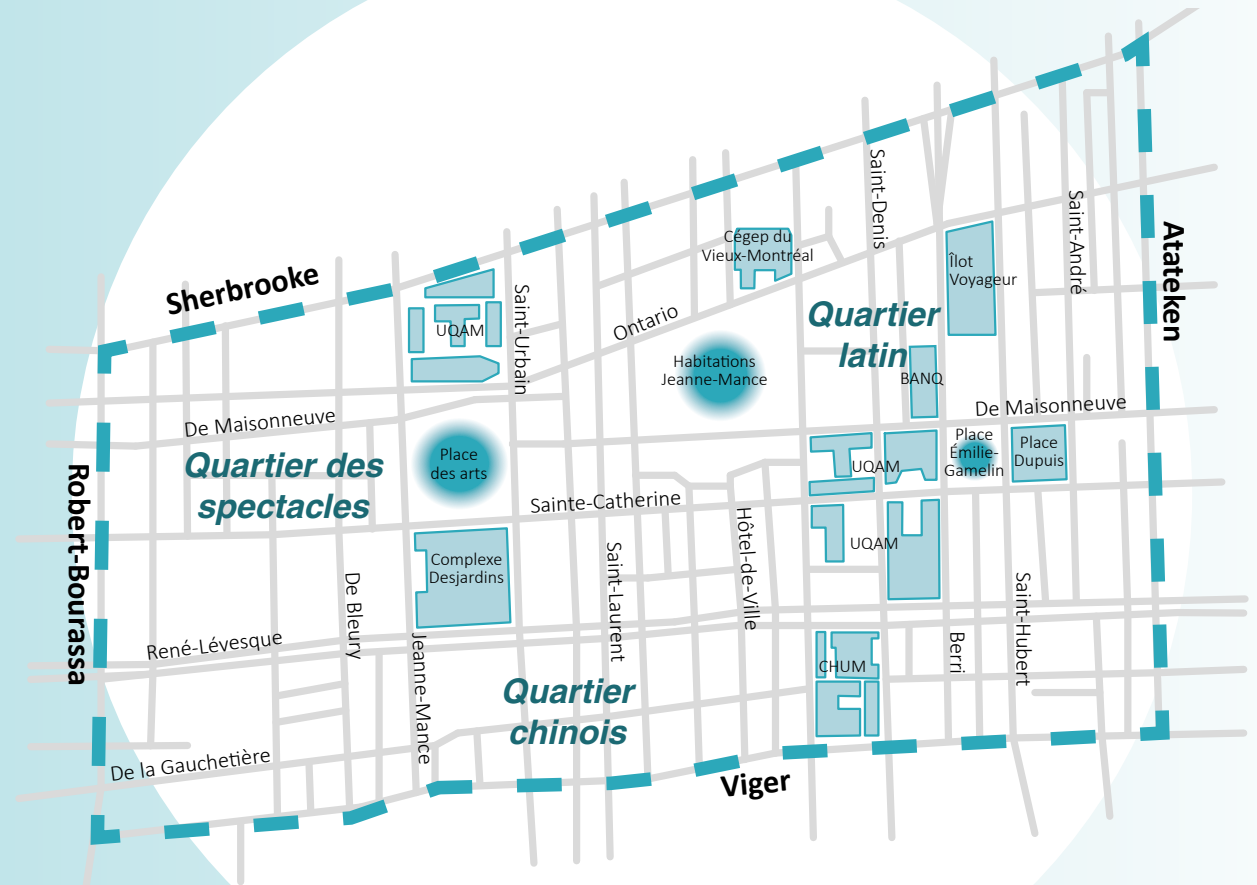 Sherbrooke
Saint-Denis
Saint-André
Atateken
Cégep du
Vieux-Montréal
Îlot
Voyageur
Saint-Urbain
UQAM
Ontario
Quartier
latin
Habitations
Jeanne-Mance
BANQ
De Maisonneuve
De Maisonneuve
Quartier des
spectacles
Place
des arts
UQAM
Place
Émilie-
Gamelin
Place
Dupuis
Robert-Bourassa
Sainte-Catherine
Hôtel-de-Ville
UQAM
Complexe
Desjardins
Saint-Laurent
De Bleury
Saint-Hubert
René-Lévesque
Jeanne-Mance
Berri
CHUM
Quartier
chinois
De la Gauchetière
Viger